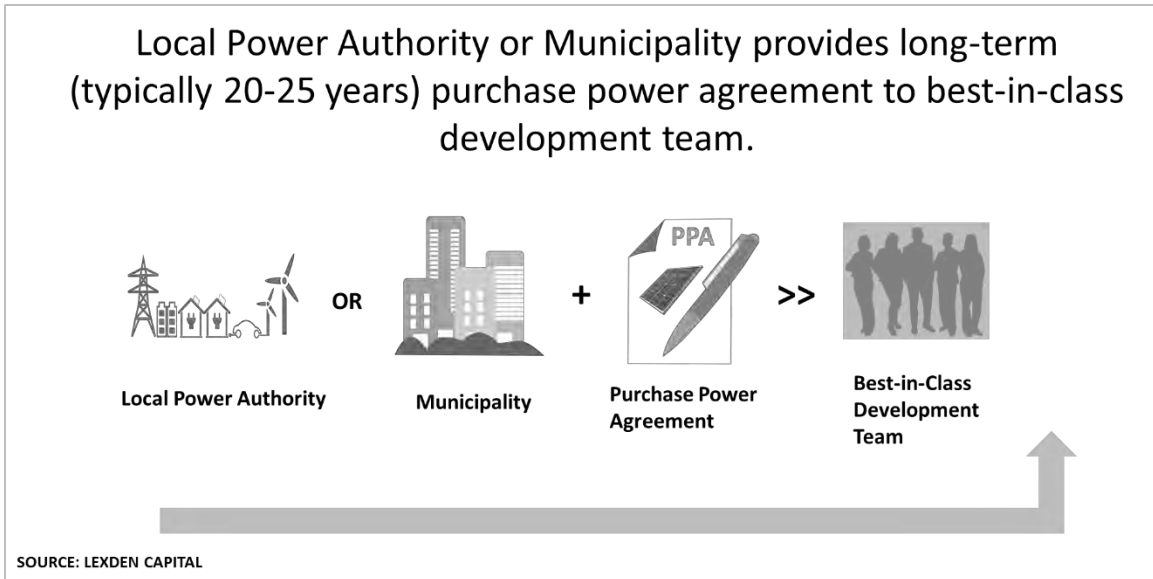 Local Power Authority or Municipality provides long-term
(typically 20-25 years) purchase power agreement to best-in-class
development team.
PPA
OR
+
>>
Local Power Authority
Municipality
Purchase Power
Agreement
Best-in-Class
Development
Team
SOURCE: LEXDEN CAPITAL